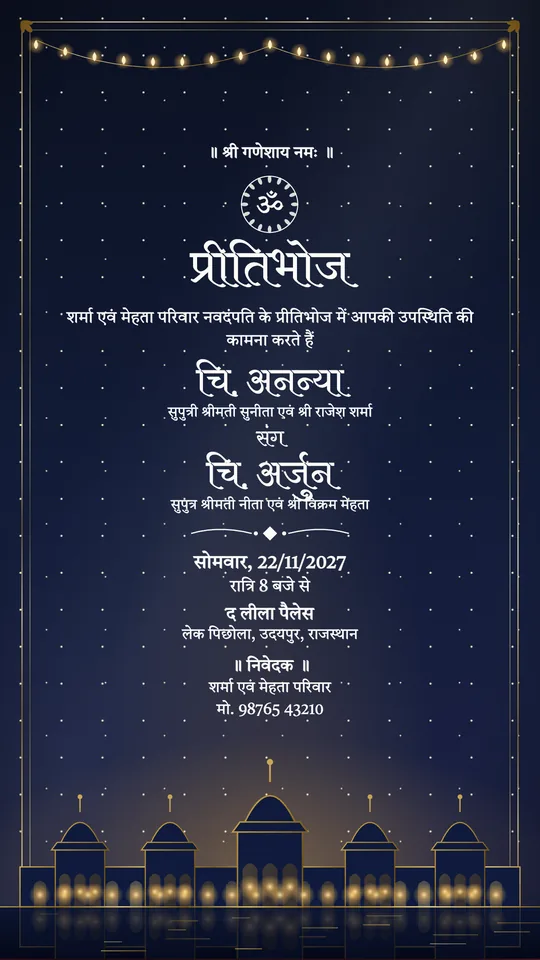 ॥ श्री गणेशाय नमः ॥
ॐ
प्रीतिभोज
शर्मा एवं मेहता परिवार नवदंपति के प्रीतिभोज में आपकी उपस्थिति की
कामना करते हैं
चि. अनन्या
सुपुत्री श्रीमती सुनीता एवं श्री राजेश शर्मा
संग
चि. अर्जुन
सुपुत्र श्रीमती नीता एवं श्री विक्रम मेहता
सोमवार, 22/11/2027
रात्रि 8 बजे से
द लीला पैलेस
लेक पिछोला, उदयपुर, राजस्थान
॥ निवेदक ॥
शर्मा एवं मेहता परिवार
मो. 98765 43210